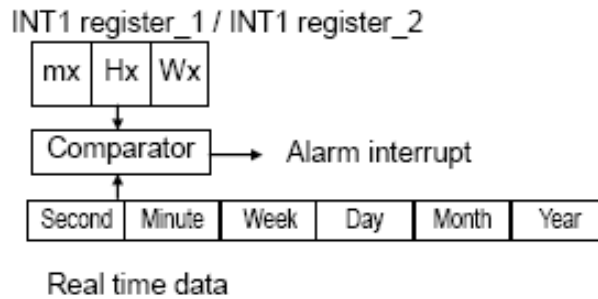 INT1 register_1 / INT1 register_2
mx Hx Wx
Comparator
Alarm interrupt
Second Minute Week Day Month Year
Real time data